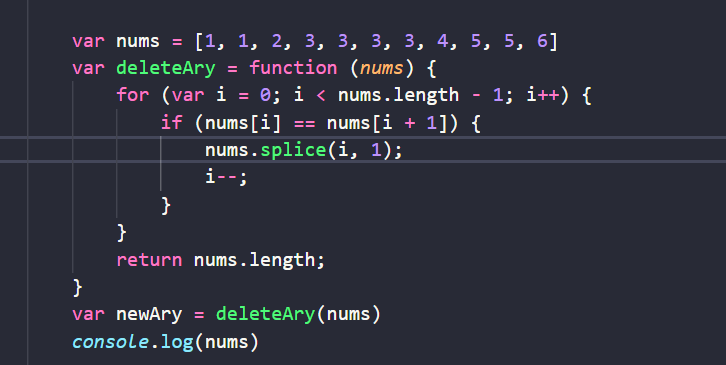 var nums = [1, 1, 2, 3, 3, 3, 3, 4, 5, 5, 6]
var deleteAry = function (nums) {
for (var i = 0; i < nums.length - 1; i++) {
if (nums[i] == nums[i + 1]) {
nums.splice(i, 1);
i--;
}
}
return nums.length;
}
var newAry = deleteAry(nums)
console.log(nums)